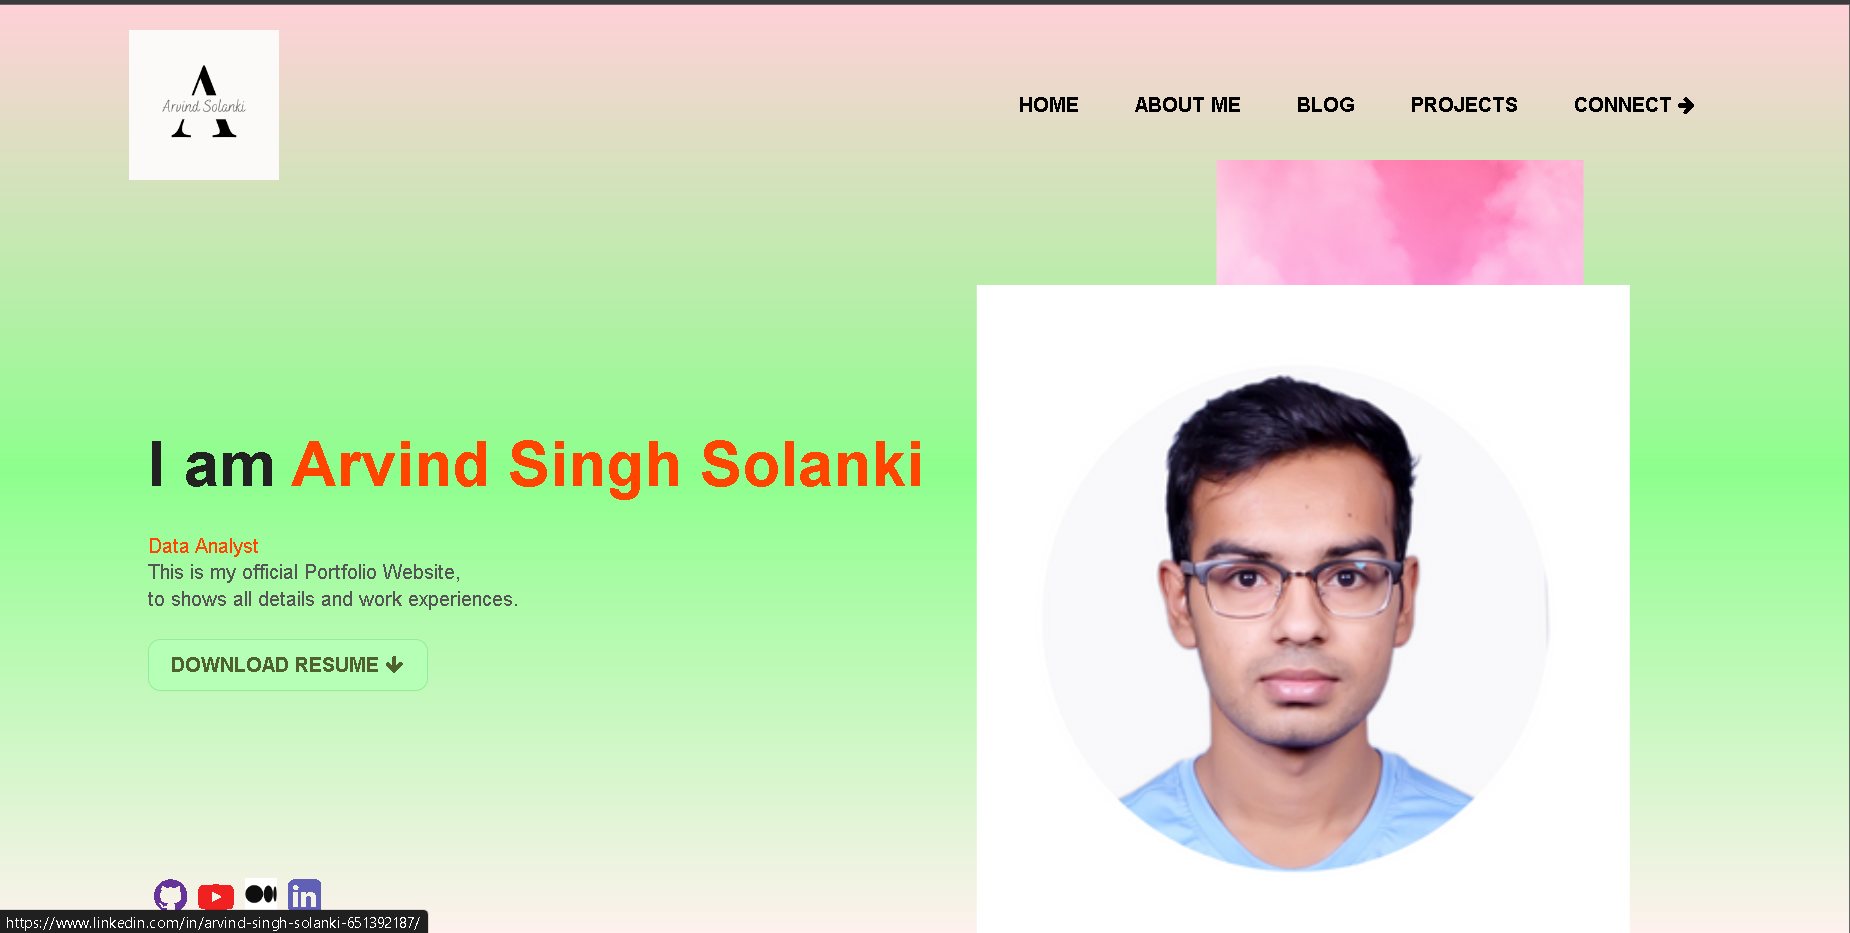 Arvind Solanki
HOME ABOUT ME BLOG PROJECTS CONNECT
I am Arvind Singh Solanki
Data Analyst
This is my official Portfolio Website,
to shows all details and work experiences.
DOWNLOAD RESUME
in
https://www.linkedin.com/in/arvind-singh-solanki-651392187/